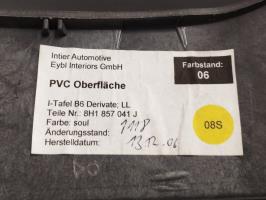 Intier Automotive
Eybl Interiors GmbH
Farbstand:
06
PVC Oberfläche
I-Tafel B6 Derivate; LL
Teile Nr.: 8H1 857 041 J
Farbe: soul
Änderungsstand: 9118
Herstelldatum: 13.12.06
08S